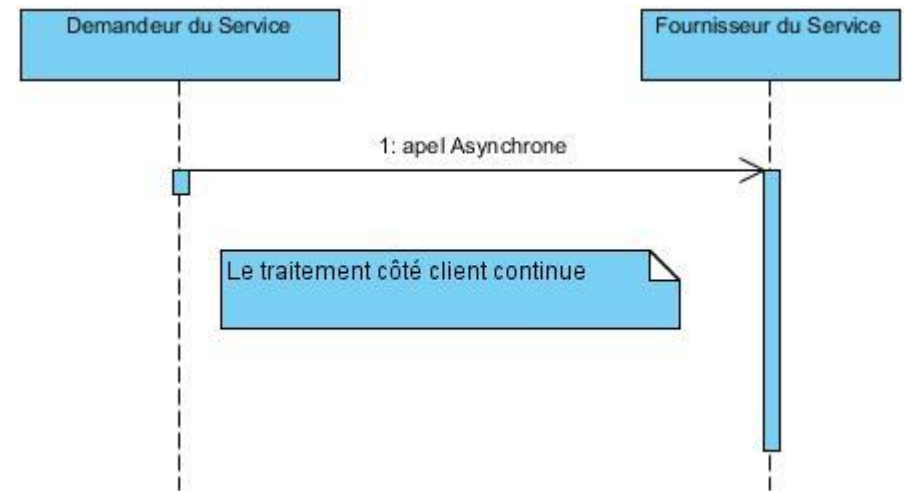 Demandeur du Service
Fournisseur du Service
1: apel Asynchrone
Le traitement côté client continue